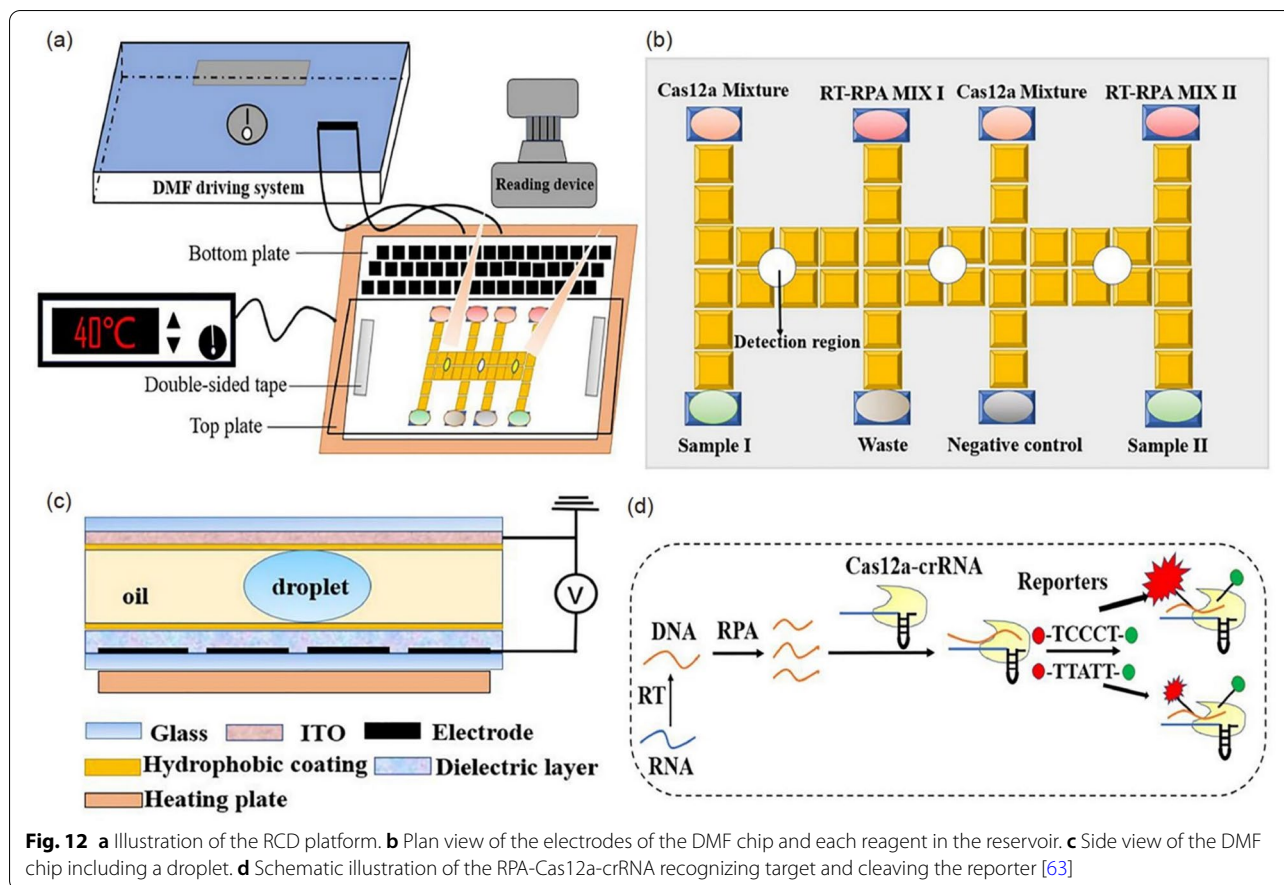 (a)
DMF driving system
Reading device
Bottom plate
40°C
Double-sided tape
Top plate
(b)
Cas12a Mixture RT-RPA MIX I Cas12a Mixture RT-RPA MIX II
Detection region
Sample I Waste Negative control Sample II
(c)
oil
droplet
V
Glass ITO Electrode
Hydrophobic coating Dielectric layer
Heating plate
(d)
Cas12a-crRNA
Reporters
DNA RPA
-TCCCT-
-TTATT-
RT
RNA
Fig. 12 a Illustration of the RCD platform. b Plan view of the electrodes of the DMF chip and each reagent in the reservoir. c Side view of the DMF
chip including a droplet. d Schematic illustration of the RPA-Cas12a-crRNA recognizing target and cleaving the reporter [63]